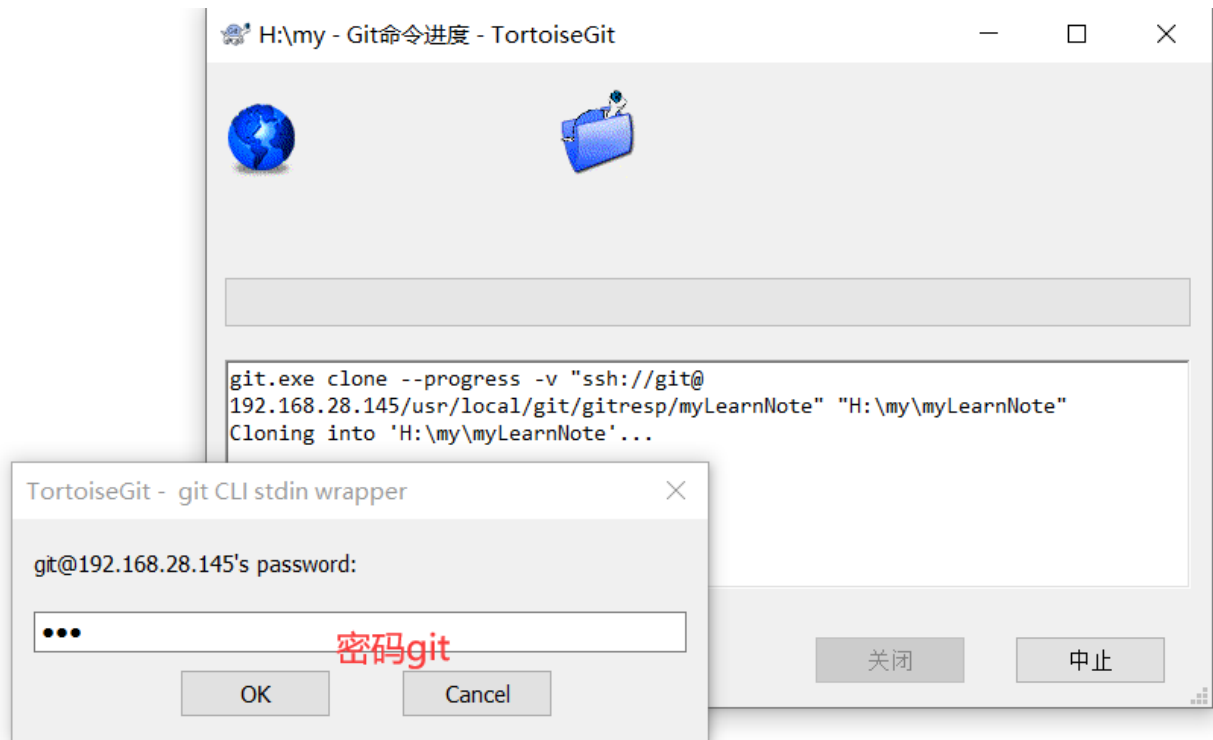 H:\my - Git命令进度 - TortoiseGit
git.exe clone --progress -v "ssh://git@
192.168.28.145/usr/local/git/gitresp/myLearnNote" "H:\my\myLearnNote"
Cloning into 'H:\my\myLearnNote'...
TortoiseGit - git CLI stdin wrapper
git@192.168.28.145's password:
●●●
密码git
OK Cancel
关闭 中止